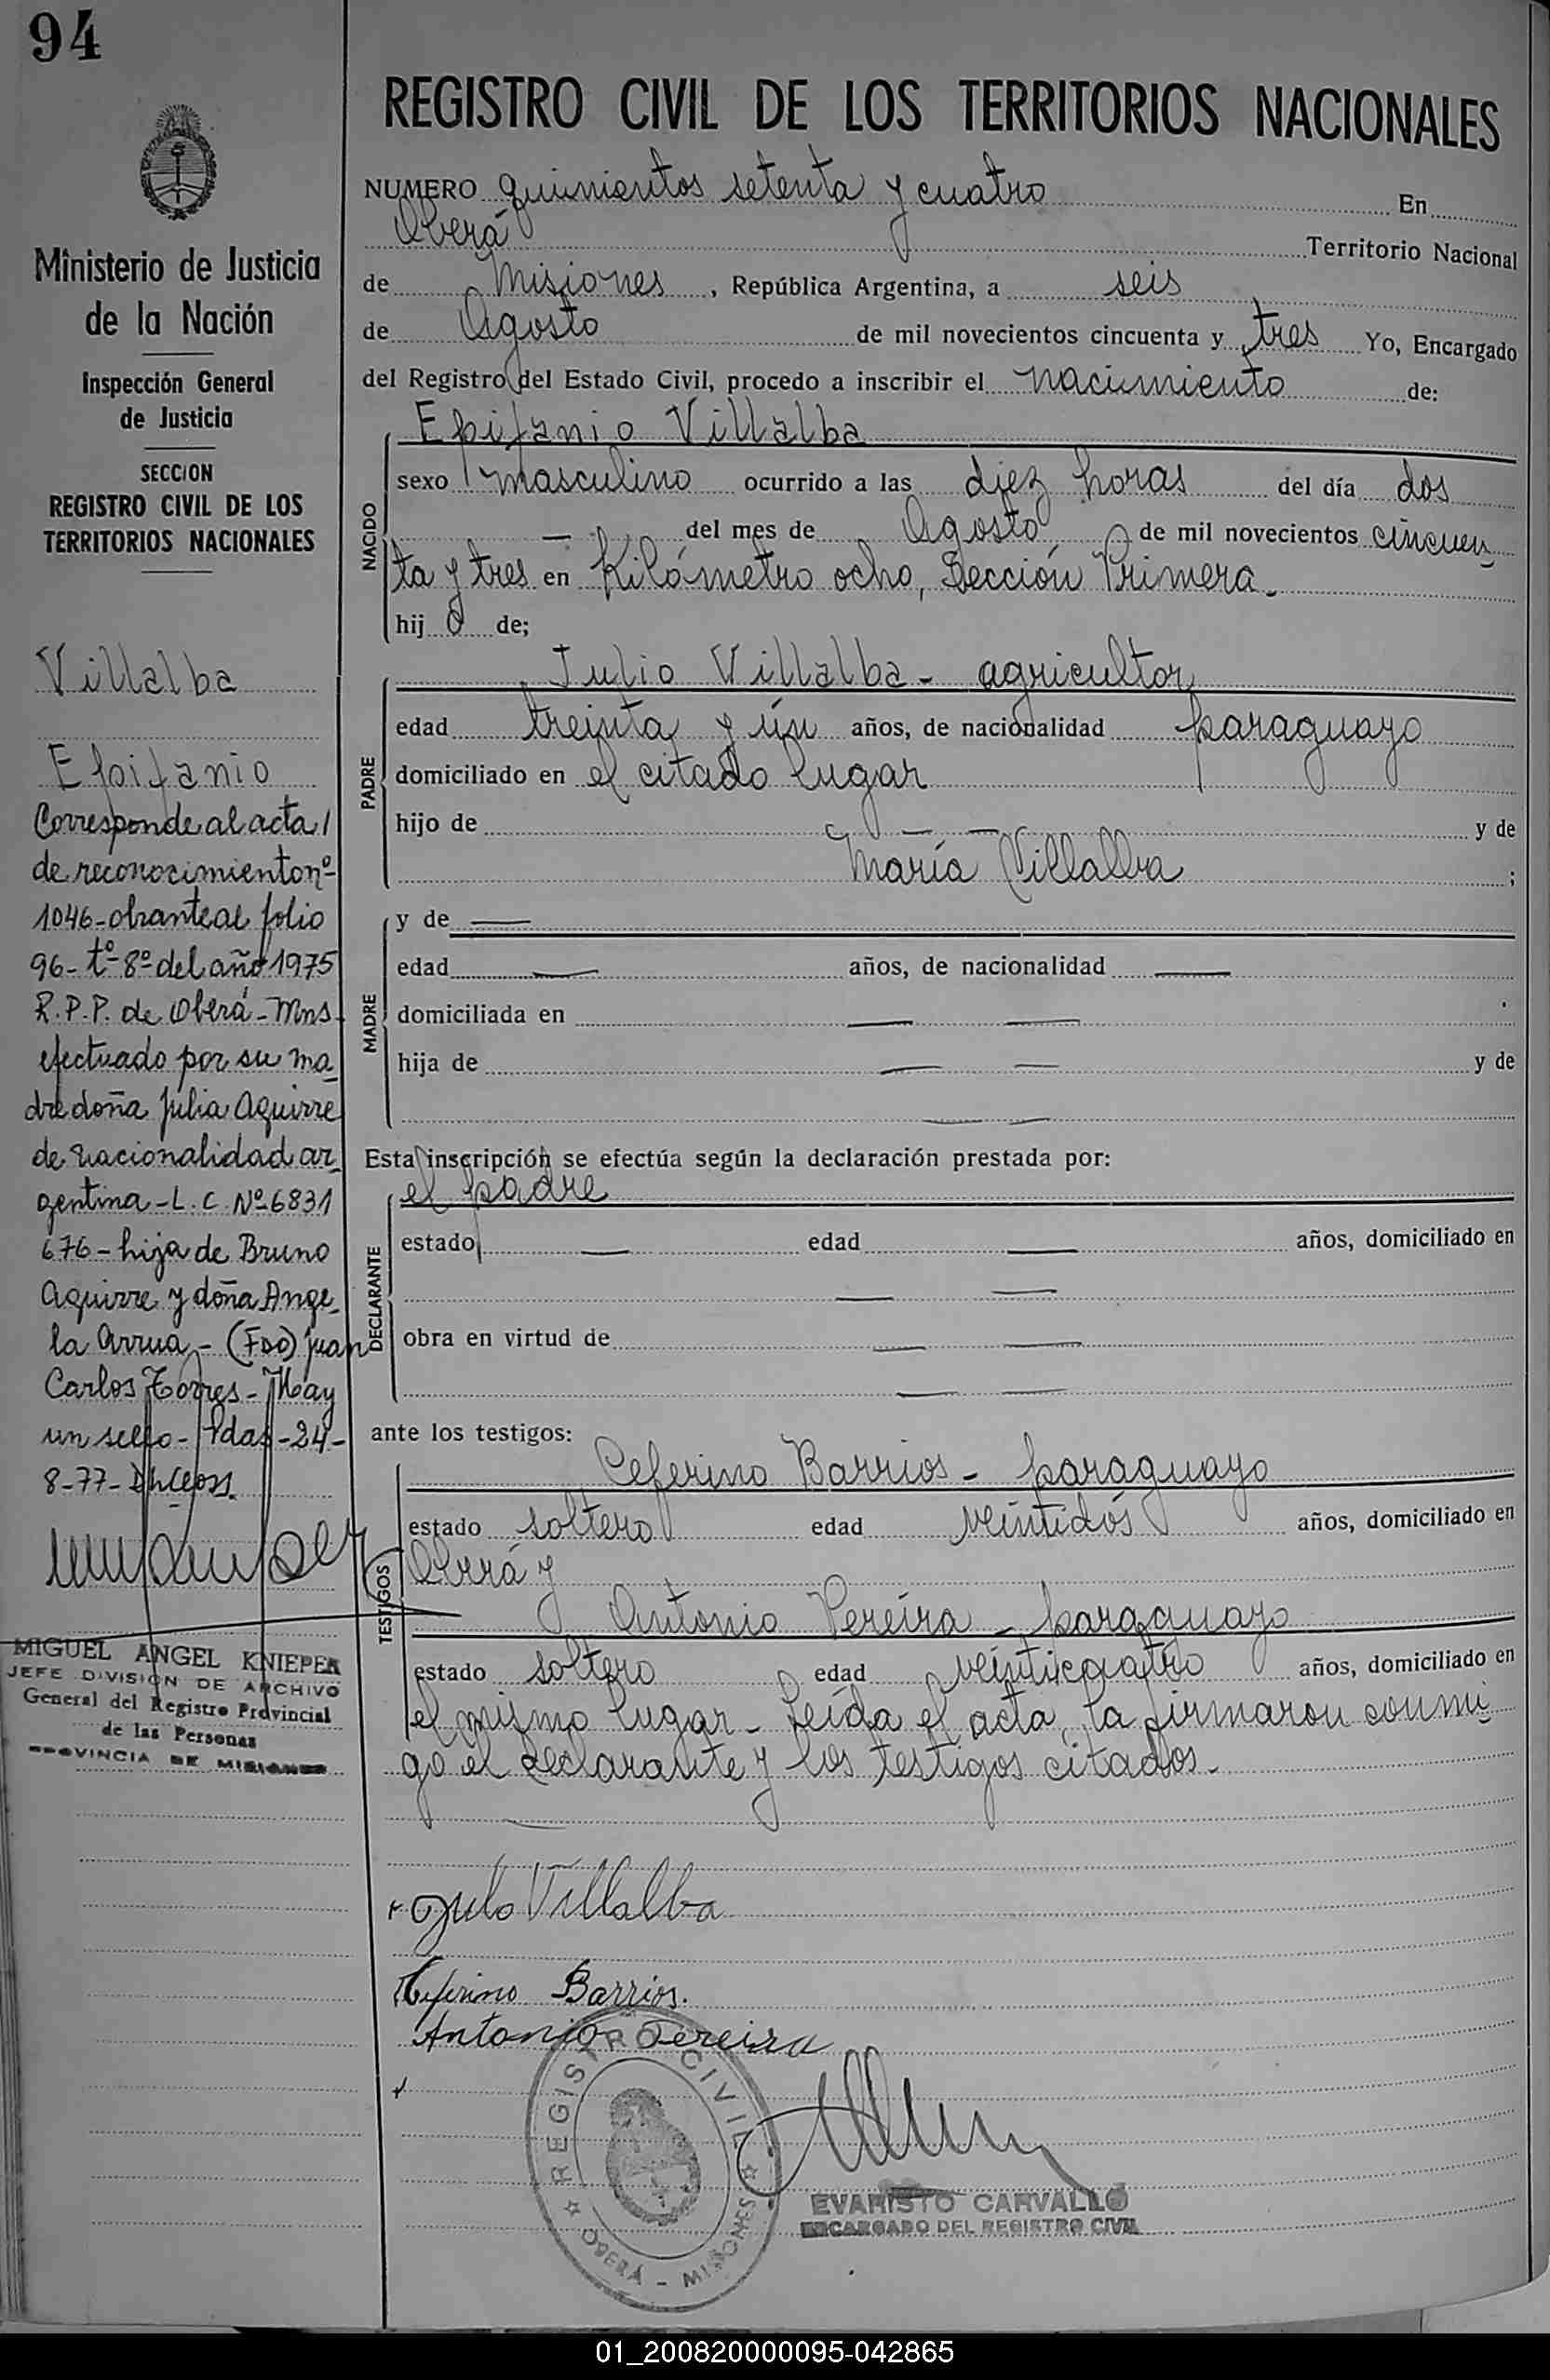 94
REGISTRO CIVIL DE LOS TERRITORIOS NACIONALES
Ministerio de Justicia
de la Nación
Inspección General
de Justicia
SECCION
REGISTRO CIVIL DE LOS
TERRITORIOS NACIONALES
Villalba
Epifanio
Corresponde al acta
de reconocimiento nº
1046-obrante al folio
96-tº 8º del año 1975
R.P.P. de Oberá-Mns.
efectuado por su ma_
dre doña Julia Aguirre
de nacionalidad ar_
gentina-L.C. Nº 6831
676-hija de Bruno
Aguirre y doña Ange_
la Arrua-(FDO) Juan
Carlos Torres-Hay
un sello-Pdas-24-
8-77-
MIGUEL ANGEL KNIEPER
JEFE DIVISION DE ARCHIVO
General del Registro Provincial
de las Personas
PROVINCIA DE MISIONES
NUMERO quinientos setenta y cuatro En
Oberá Territorio Nacional
de Misiones, República Argentina, a seis
de Agosto de mil novecientos cincuenta y tres Yo, Encargado
del Registro del Estado Civil, procedo a inscribir el nacimiento de:
Epifanio Villalba
NACIDO
sexo masculino ocurrido a las diez horas del día dos
— del mes de Agosto de mil novecientos cincuen_
ta y tres en Kilómetro ocho, Sección Primera.
hij o de;
PADRE
Julio Villalba - agricultor
edad treinta y ún años, de nacionalidad paraguayo
domiciliado en el citado lugar
hijo de — — y de
María Villalba ;
MADRE
y de —
edad — años, de nacionalidad —
domiciliada en — —
hija de — — y de
— —
Esta inscripción se efectúa según la declaración prestada por:
DECLARANTE
el padre
estado — edad — años, domiciliado en
— —
obra en virtud de — —
— —
ante los testigos:
TESTIGOS
Ceferino Barrios - paraguayo
estado soltero edad veintidós años, domiciliado en
Oberá y
Antonio Pereira - paraguayo
estado soltero edad veinticuatro años, domiciliado en
el mismo lugar - Leída el acta, la firmaron conmi_
go el declarante y los testigos citados.
Julio Villalba
Ceferino Barrios.
Antonio Pereira
REGISTRO CIVIL
OBERÁ - MISIONES
EVARISTO CARVALLO
ENCARGADO DEL REGISTRO CIVIL
01_200820000095-042865